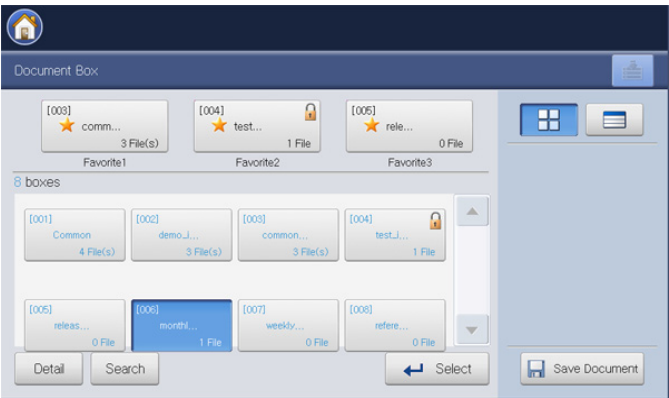 Document Box
[003]
comm...
3 File(s)
Favorite1
[004]
test...
1 File
Favorite2
[005]
rele...
0 File
Favorite3
8 boxes
[001]
Common
4 File(s)
[002]
demo_i...
3 File(s)
[003]
common...
3 File(s)
[004]
test_i...
1 File
[005]
releas...
0 File
[006]
monthl...
1 File
[007]
weekly...
0 File
[008]
refere...
0 File
Detail
Search
Select
Save Document